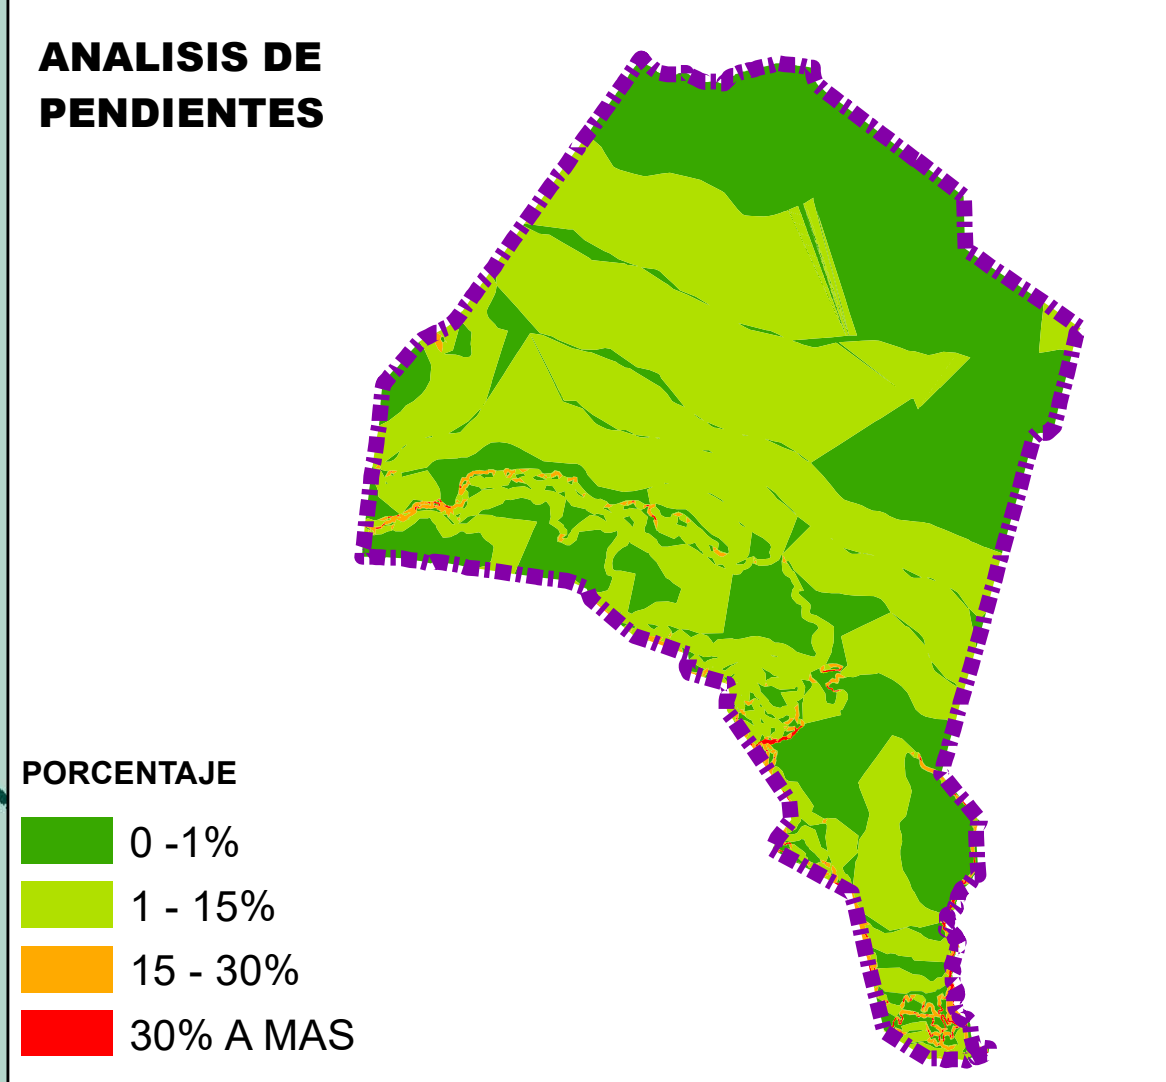 ANALISIS DE
PENDIENTES
PORCENTAJE
0 -1%
1 - 15%
15 - 30%
30% A MAS